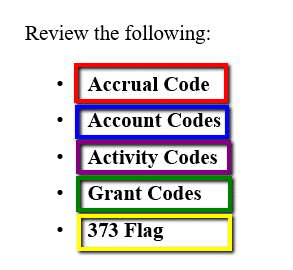 Review the following:
• Accrual Code
• Account Codes
• Activity Codes
• Grant Codes
• 373 Flag